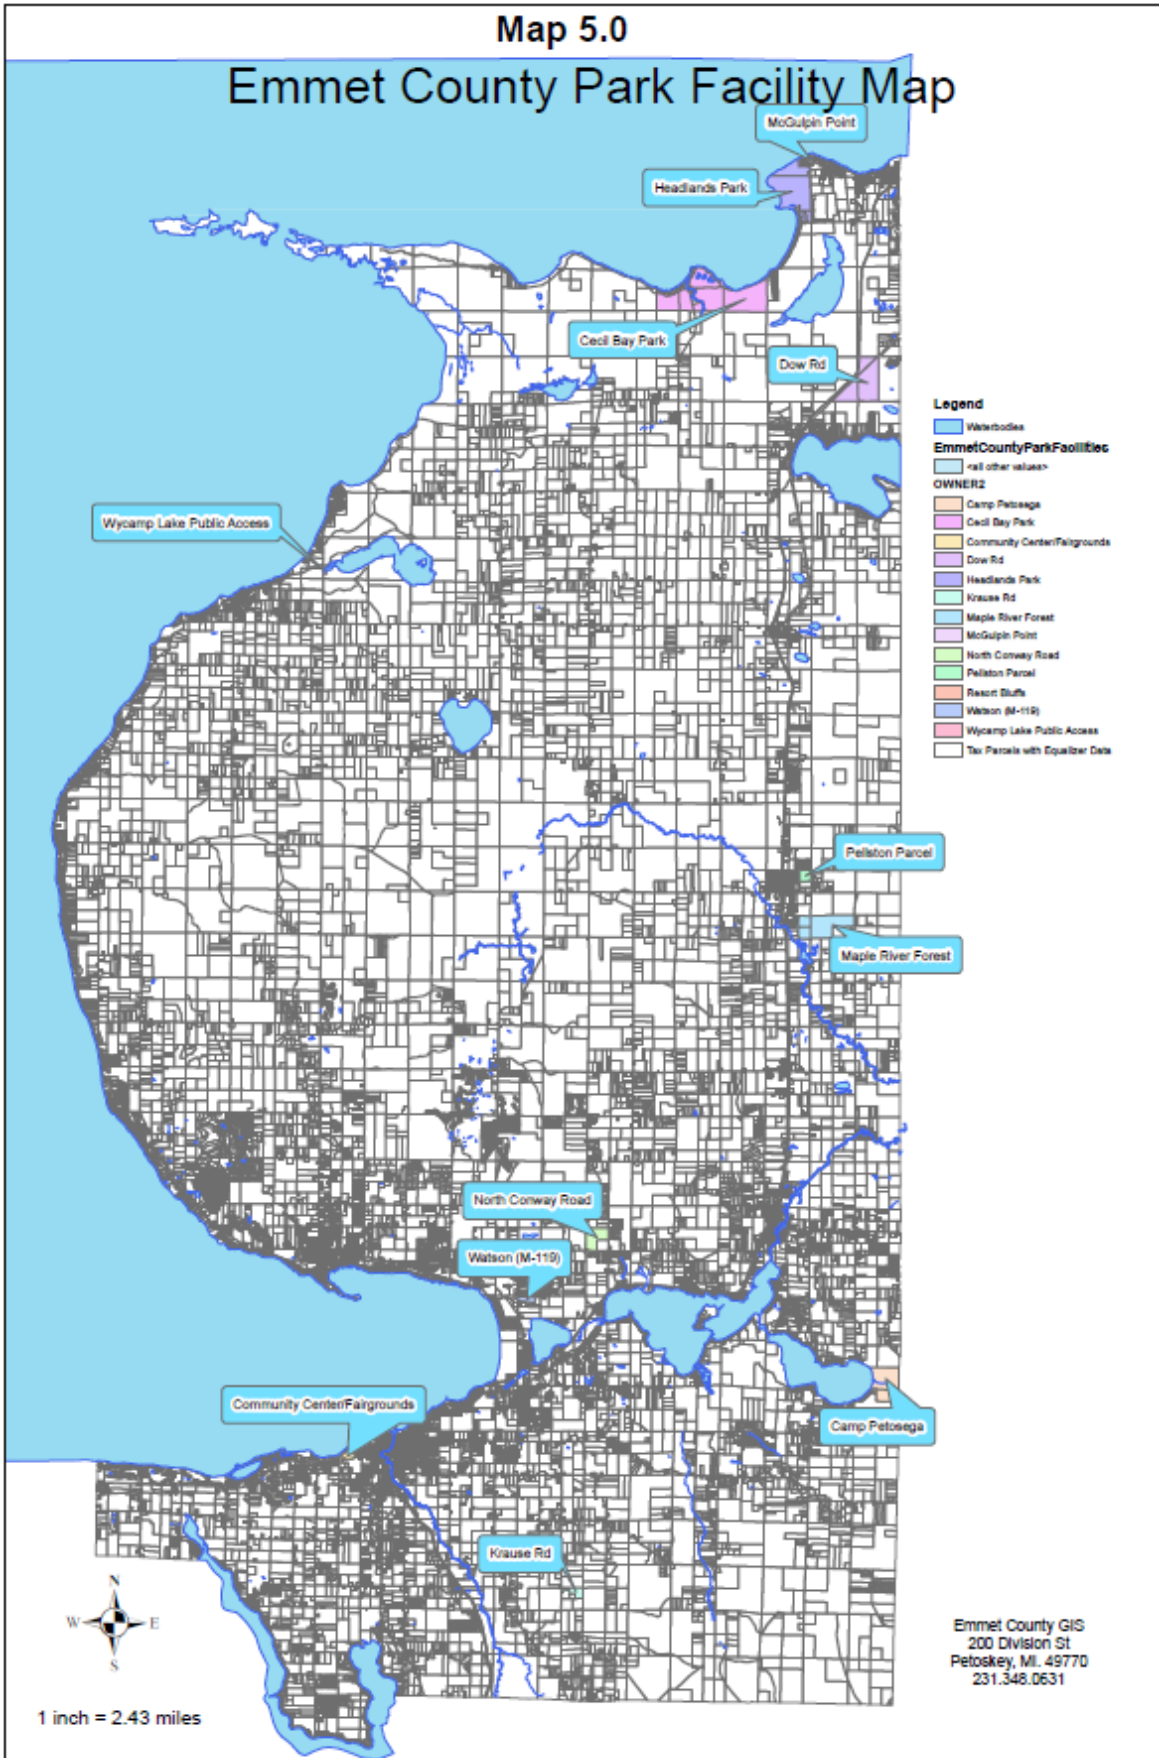 Map 5.0
Emmet County Park Facility Map
McGulpin Point
Headlands Park
Cecil Bay Park
Dow Rd
Legend
Waterbodies
EmmetCountyParkFacilities
<all other values>
OWNER2
Camp Petosega
Cecil Bay Park
Community Center/Fairgrounds
Dow Rd
Headlands Park
Krause Rd
Maple River Forest
McGulpin Point
North Conway Road
Pellston Parcel
Resort Bluffs
Watson (M-119)
Wycamp Lake Public Access
Tax Parcels with Equalizer Data
Wycamp Lake Public Access
Pellston Parcel
Maple River Forest
North Conway Road
Watson (M-119)
Community Center/Fairgrounds
Camp Petosega
Krause Rd
N
W E
S
1 inch = 2.43 miles
Emmet County GIS
200 Division St
Petoskey, MI. 49770
231.348.0631